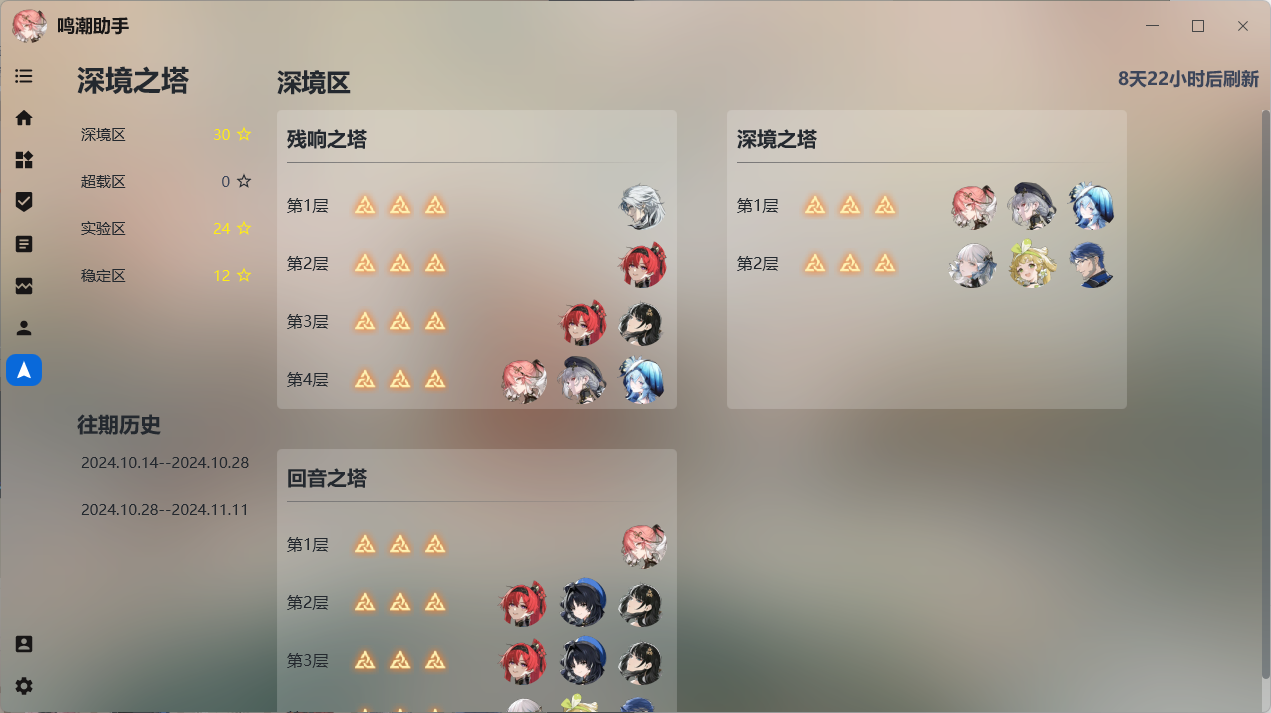 鸣潮助手
深境之塔
深境区 30
超载区 0
实验区 24
稳定区 12
往期历史
2024.10.14--2024.10.28
2024.10.28--2024.11.11
深境区
8天22小时后刷新
残响之塔
第1层
第2层
第3层
第4层
深境之塔
第1层
第2层
回音之塔
第1层
第2层
第3层